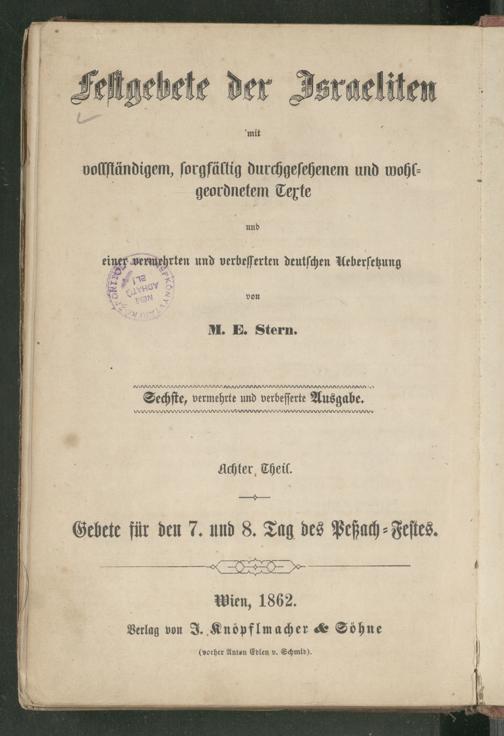 Festgebete der Israeliten
mit
vollständigem, sorgfältig durchgesehenem und wohl-
geordnetem Texte
und
einer vermehrten und verbesserten deutschen Uebersetzung
von
M. E. Stern.
Sechste, vermehrte und verbesserte Ausgabe.
Achter Theil.
Gebete für den 7. und 8. Tag des Peßach-Festes.
Wien, 1862.
Verlag von J. Knöpflmacher & Söhne
(vorher Anton Edlen v. Schmid).